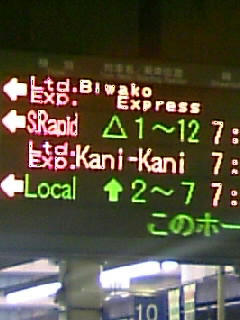 ← Ltd. Exp. Biwako Express
← S.Rapid △ 1～12 7:
Ltd. Exp. Kani-Kani 7:
← Local ↑ 2～7 7:
このホー
10